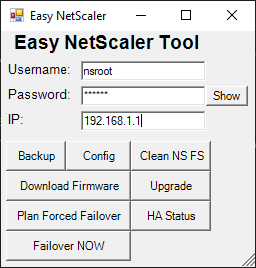 Easy NetScaler
Easy NetScaler Tool
Username: nsroot
Password: ****** Show
IP: 192.168.1.1
Backup Config Clean NS FS
Download Firmware Upgrade
Plan Forced Failover HA Status
Failover NOW